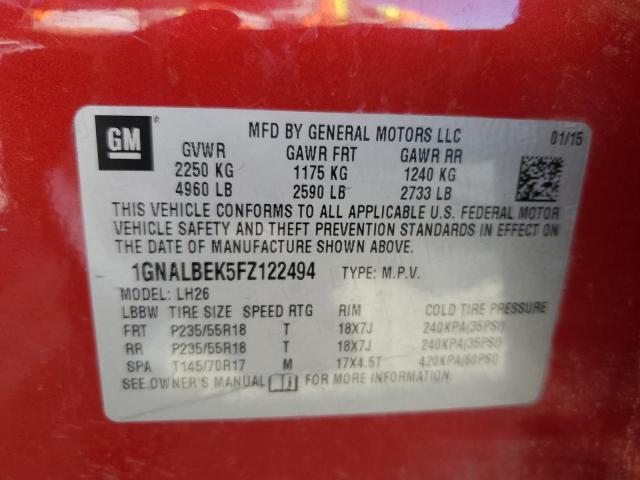 GM
MFD BY GENERAL MOTORS LLC 01/15
GVWR GAWR FRT GAWR RR
2250 KG 1175 KG 1240 KG
4960 LB 2590 LB 2733 LB
THIS VEHICLE CONFORMS TO ALL APPLICABLE U.S. FEDERAL MOTOR
VEHICLE SAFETY AND THEFT PREVENTION STANDARDS IN EFFECT ON
THE DATE OF MANUFACTURE SHOWN ABOVE.
1GNALBEK5FZ122494 TYPE: M.P.V.
MODEL: LH26
LBBW TIRE SIZE SPEED RTG RIM COLD TIRE PRESSURE
FRT P235/55R18 T 18X7J 240KPA(35PSI)
RR P235/55R18 T 18X7J 240KPA(35PSI)
SPA T145/70R17 M 17X4.5T 420KPA(60PSI)
SEE OWNER'S MANUAL FOR MORE INFORMATION.